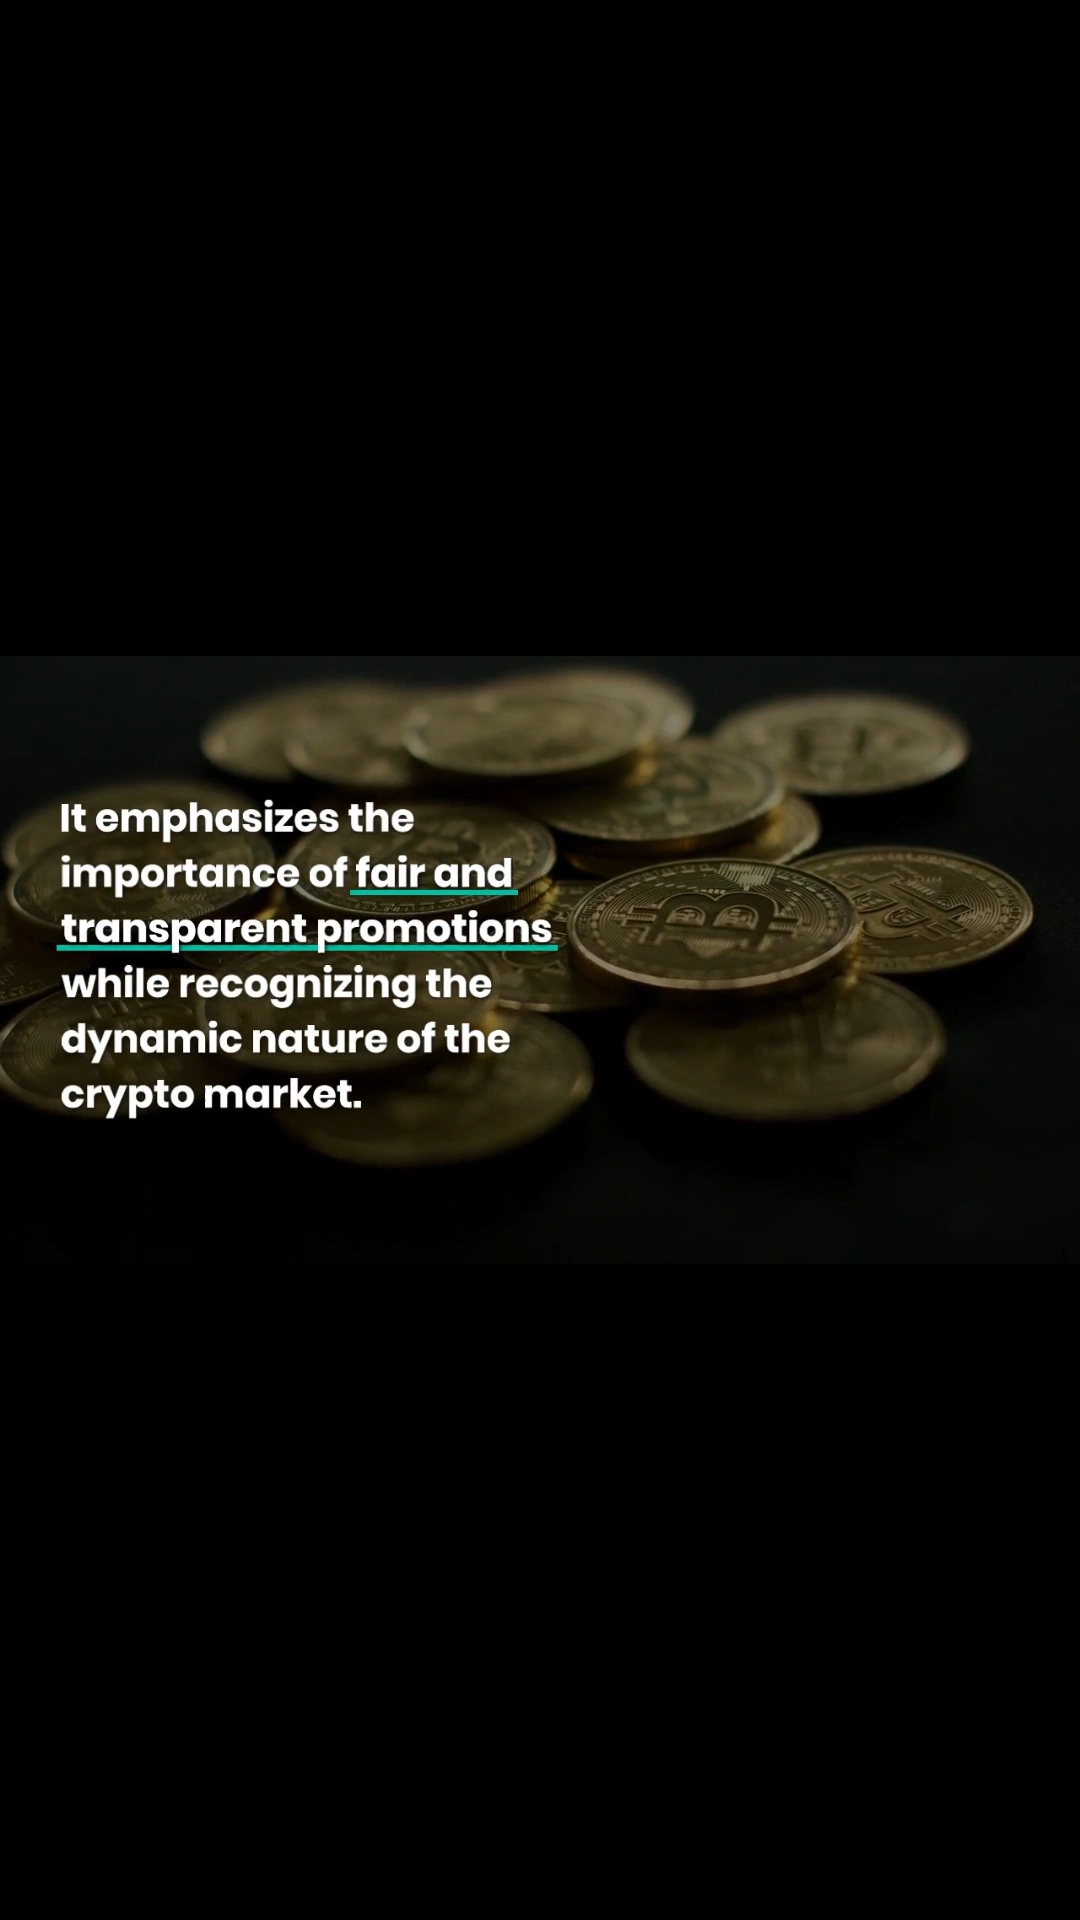 It emphasizes the
importance of fair and
transparent promotions
while recognizing the
dynamic nature of the
crypto market.